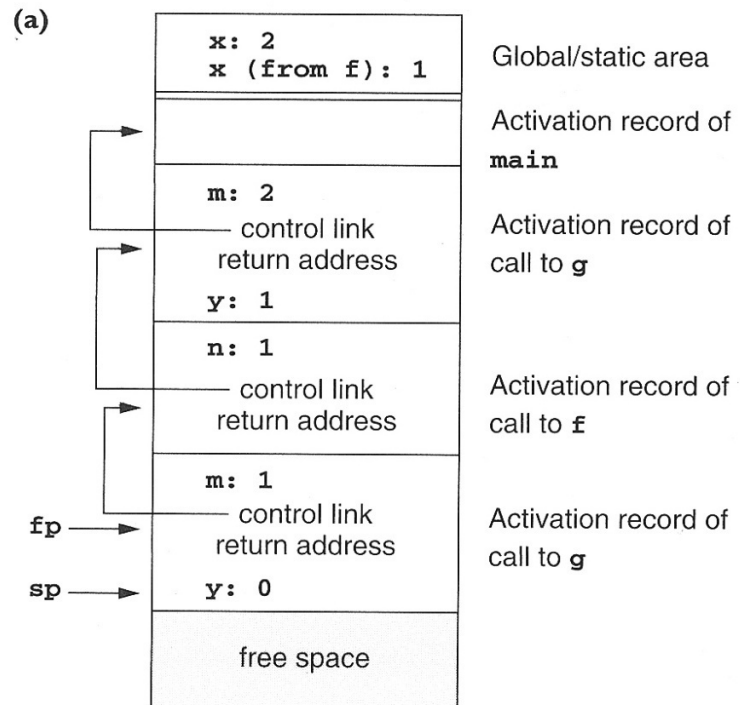 (a)
x: 2
x (from f): 1
Global/static area
Activation record of
main
m: 2
control link
return address
y: 1
Activation record of
call to g
n: 1
control link
return address
Activation record of
call to f
m: 1
control link
return address
fp
sp
y: 0
Activation record of
call to g
free space